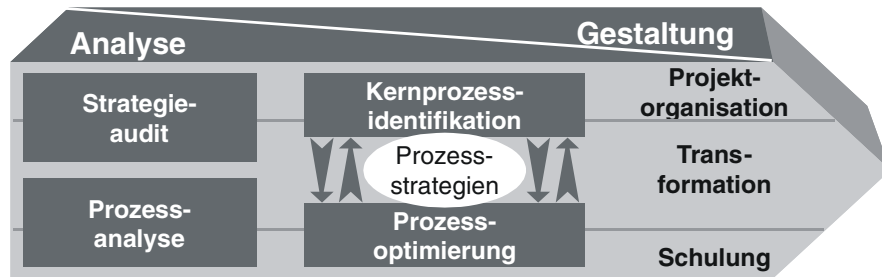 Analyse
Gestaltung
Strategie-
audit
Prozess-
analyse
Kernprozess-
identifikation
Prozess-
strategien
Prozess-
optimierung
Projekt-
organisation
Trans-
formation
Schulung